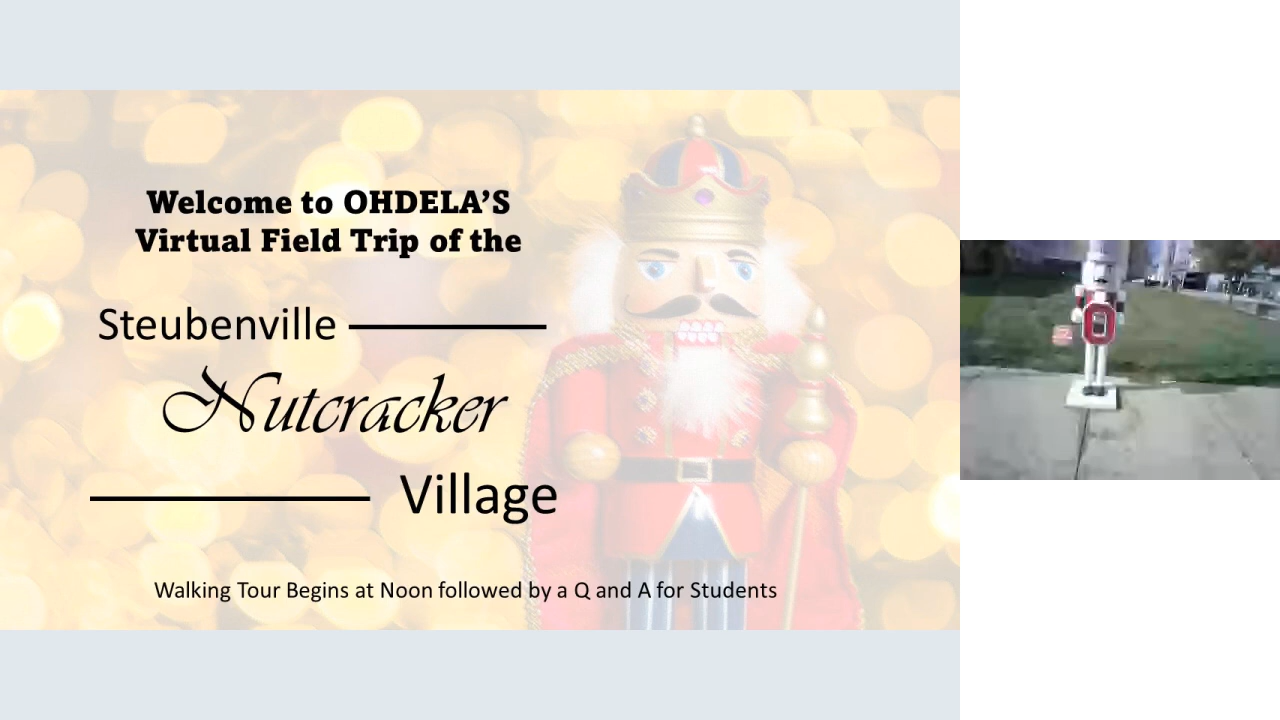 Welcome to OHDELA’S
Virtual Field Trip of the
Steubenville
Nutcracker
Village
Walking Tour Begins at Noon followed by a Q and A for Students
O